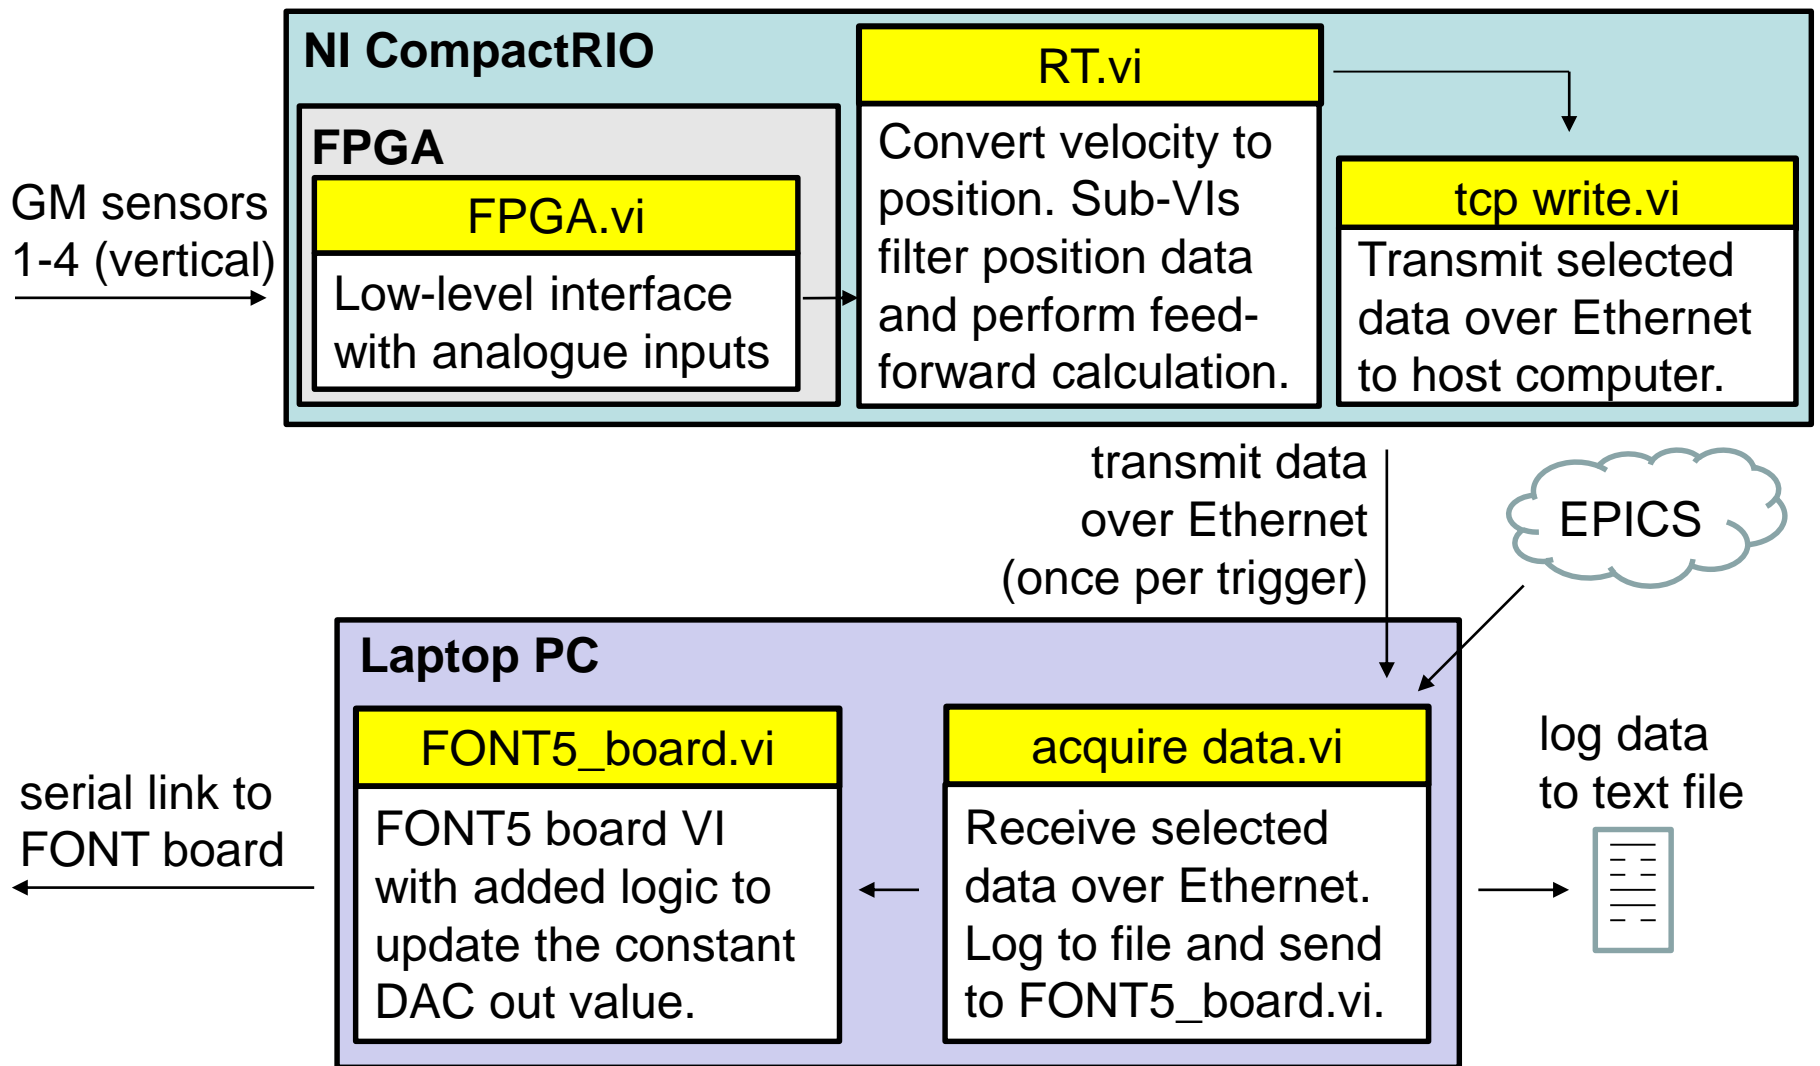 NI CompactRIO
FPGA
GM sensors
1-4 (vertical)
FPGA.vi
Low-level interface
with analogue inputs
RT.vi
Convert velocity to
position. Sub-VIs
filter position data
and perform feed-
forward calculation.
tcp write.vi
Transmit selected
data over Ethernet
to host computer.
transmit data
over Ethernet
(once per trigger)
EPICS
Laptop PC
serial link to
FONT board
FONT5_board.vi
FONT5 board VI
with added logic to
update the constant
DAC out value.
acquire data.vi
Receive selected
data over Ethernet.
Log to file and send
to FONT5_board.vi.
log data
to text file